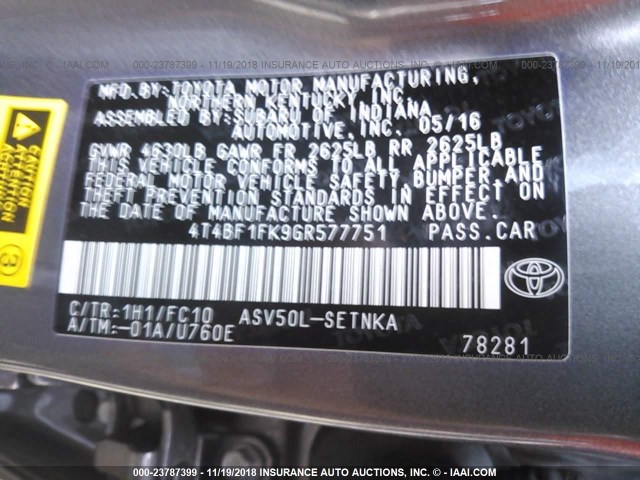 000-23787399 - 11/19/2018 INSURANCE AUTO AUCTIONS, INC. © - IAAI.com
MFD.BY:TOYOTA MOTOR MANUFACTURING,
NORTHERN KENTUCKY, INC.
ASSEMBLED BY:SUBARU OF INDIANA
AUTOMOTIVE,INC. 05/16
GVWR 4630LB GAWR FR 2625LB RR 2625LB
THIS VEHICLE CONFORMS TO ALL APPLICABLE
FEDERAL MOTOR VEHICLE SAFETY, BUMPER AND
THEFT PREVENTION STANDARDS IN EFFECT ON
THE DATE OF MANUFACTURE SHOWN ABOVE.
4T4BF1FK9GR577751 PASS.CAR
C/TR:1H1/FC10 ASV50L-SETNKA
A/TM:-01A/U760E
TOYOTA
78281
3
000-23787399 - 11/19/2018 INSURANCE AUTO AUCTIONS, INC. © - IAAI.com